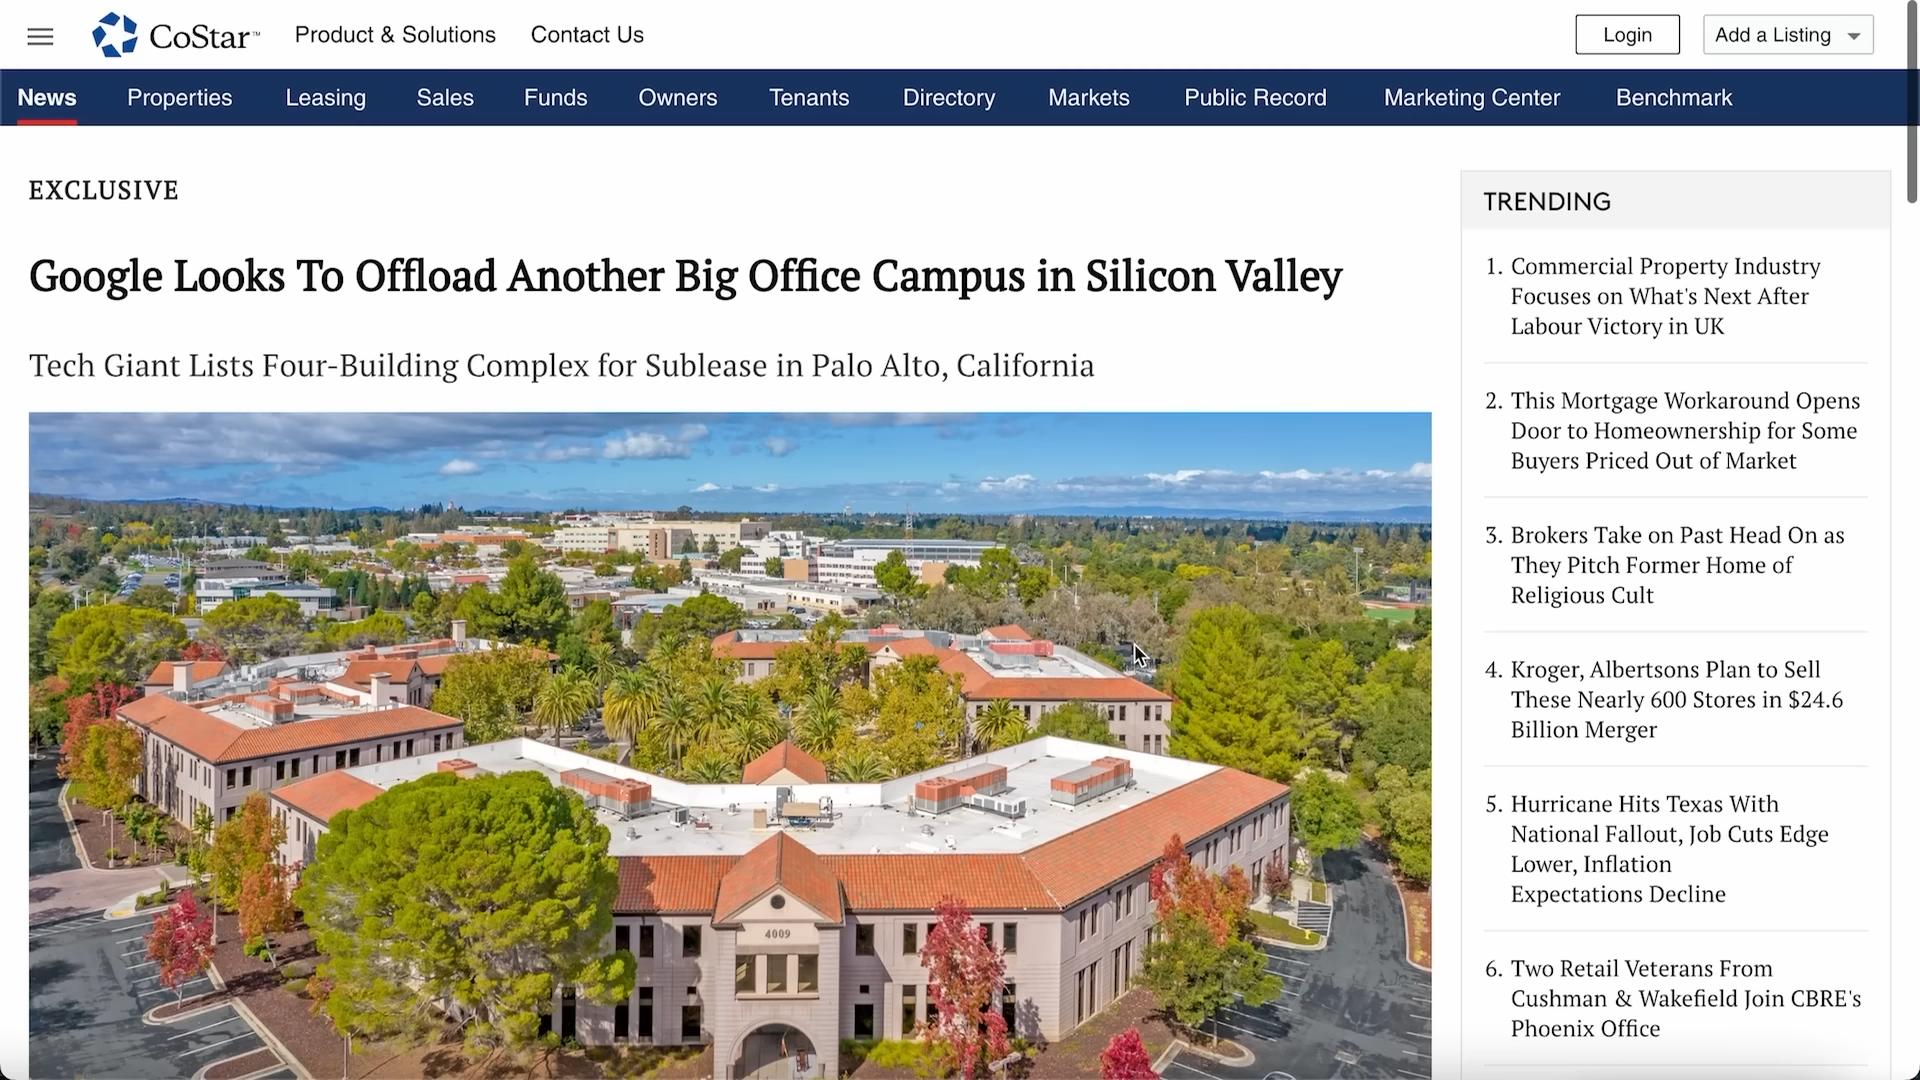 CoStar™
Product & Solutions
Contact Us
Login
Add a Listing
News
Properties
Leasing
Sales
Funds
Owners
Tenants
Directory
Markets
Public Record
Marketing Center
Benchmark
EXCLUSIVE
Google Looks To Offload Another Big Office Campus in Silicon Valley
Tech Giant Lists Four-Building Complex for Sublease in Palo Alto, California
4009
TRENDING
1. Commercial Property Industry
Focuses on What's Next After
Labour Victory in UK
2. This Mortgage Workaround Opens
Door to Homeownership for Some
Buyers Priced Out of Market
3. Brokers Take on Past Head On as
They Pitch Former Home of
Religious Cult
4. Kroger, Albertsons Plan to Sell
These Nearly 600 Stores in $24.6
Billion Merger
5. Hurricane Hits Texas With
National Fallout, Job Cuts Edge
Lower, Inflation
Expectations Decline
6. Two Retail Veterans From
Cushman & Wakefield Join CBRE's
Phoenix Office